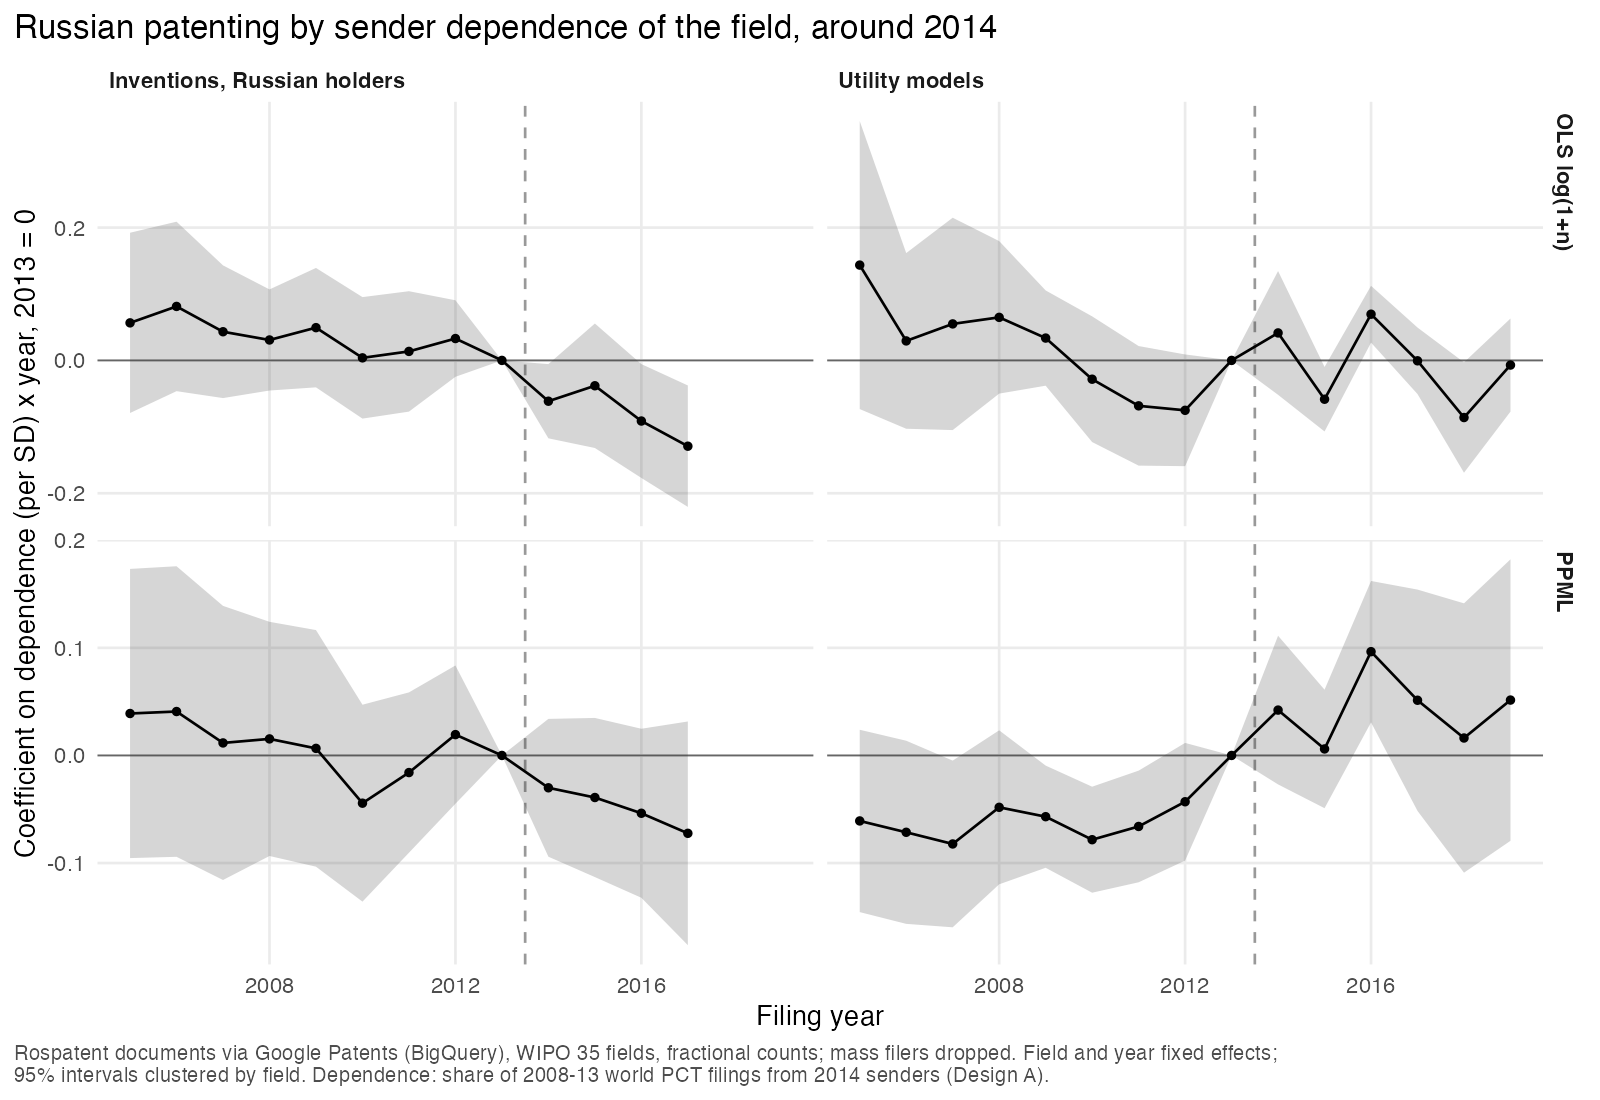 Russian patenting by sender dependence of the field, around 2014
Inventions, Russian holders
Utility models
OLS log(1+n)
PPML
Coefficient on dependence (per SD) x year, 2013 = 0
0.2
0.0
-0.2
0.2
0.1
0.0
-0.1
2008
2012
2016
2008
2012
2016
Filing year
Rospatent documents via Google Patents (BigQuery), WIPO 35 fields, fractional counts; mass filers dropped. Field and year fixed effects;
95% intervals clustered by field. Dependence: share of 2008-13 world PCT filings from 2014 senders (Design A).